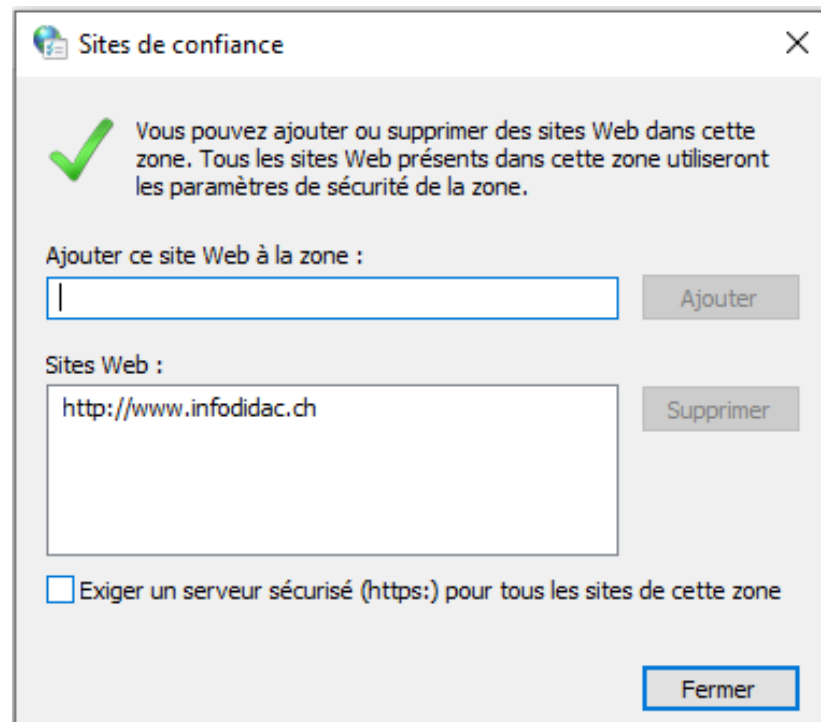 Sites de confiance
Vous pouvez ajouter ou supprimer des sites Web dans cette
zone. Tous les sites Web présents dans cette zone utiliseront
les paramètres de sécurité de la zone.
Ajouter ce site Web à la zone :
Ajouter
Sites Web :
http://www.infodidac.ch
Supprimer
Exiger un serveur sécurisé (https:) pour tous les sites de cette zone
Fermer